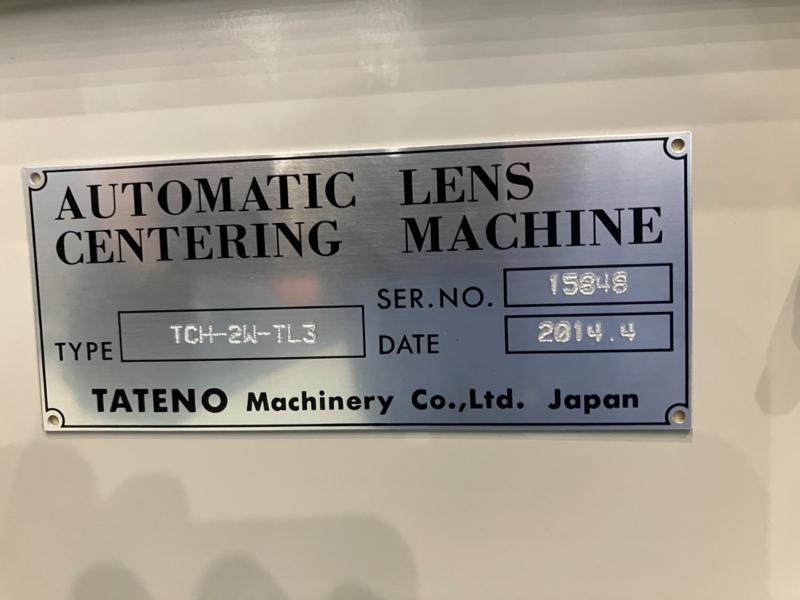 AUTOMATIC LENS
CENTERING MACHINE
SER.NO. 15848
TYPE TCH-2W-TL3
DATE 2014.4
TATENO Machinery Co.,Ltd. Japan